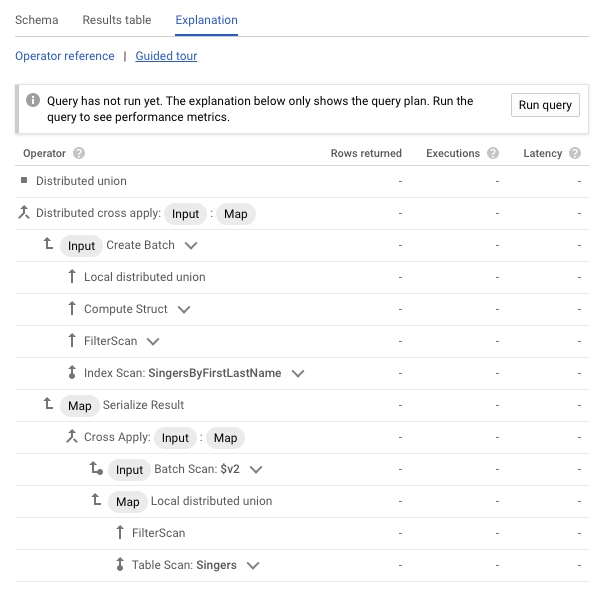 Schema Results table Explanation
Operator reference | Guided tour
Query has not run yet. The explanation below only shows the query plan. Run the
query to see performance metrics.
Run query
Operator ? Rows returned Executions ? Latency ?
Distributed union - - -
Distributed cross apply: Input : Map - - -
Input Create Batch - - -
Local distributed union - - -
Compute Struct - - -
FilterScan - - -
Index Scan: SingersByFirstLastName - - -
Map Serialize Result - - -
Cross Apply: Input : Map - - -
Input Batch Scan: $v2 - - -
Map Local distributed union - - -
FilterScan - - -
Table Scan: Singers - - -